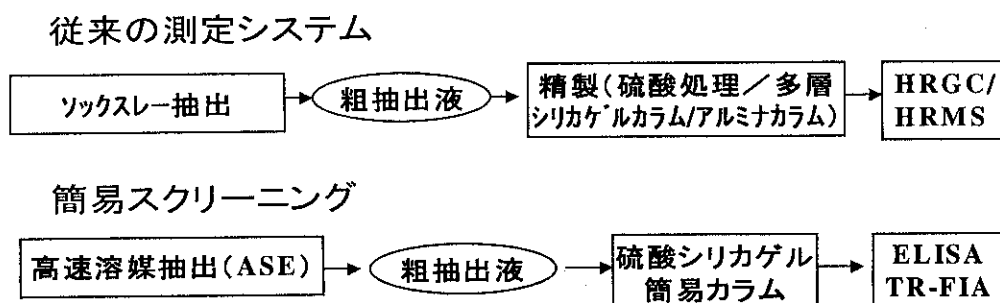 従来の測定システム
ソックスレー抽出
粗抽出液
精製(硫酸処理/多層
シリカゲルカラム/アルミナカラム)
HRGC/
HRMS
簡易スクリーニング
高速溶媒抽出(ASE)
粗抽出液
硫酸シリカゲル
簡易カラム
ELISA
TR-FIA